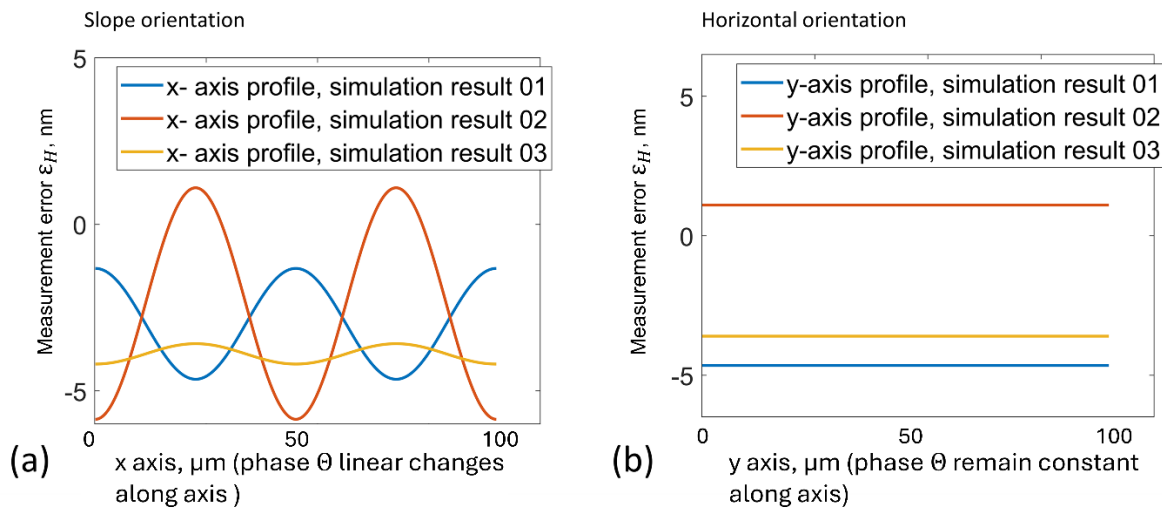 Slope orientation
5
0
-5
Measurement error εH, nm
x- axis profile, simulation result 01
x- axis profile, simulation result 02
x- axis profile, simulation result 03
0
50
100
x axis, μm (phase Θ linear changes
along axis )
(a)
Horizontal orientation
5
0
-5
Measurement error εH, nm
y-axis profile, simulation result 01
y-axis profile, simulation result 02
y-axis profile, simulation result 03
0
50
100
y axis, μm (phase Θ remain constant
along axis)
(b)